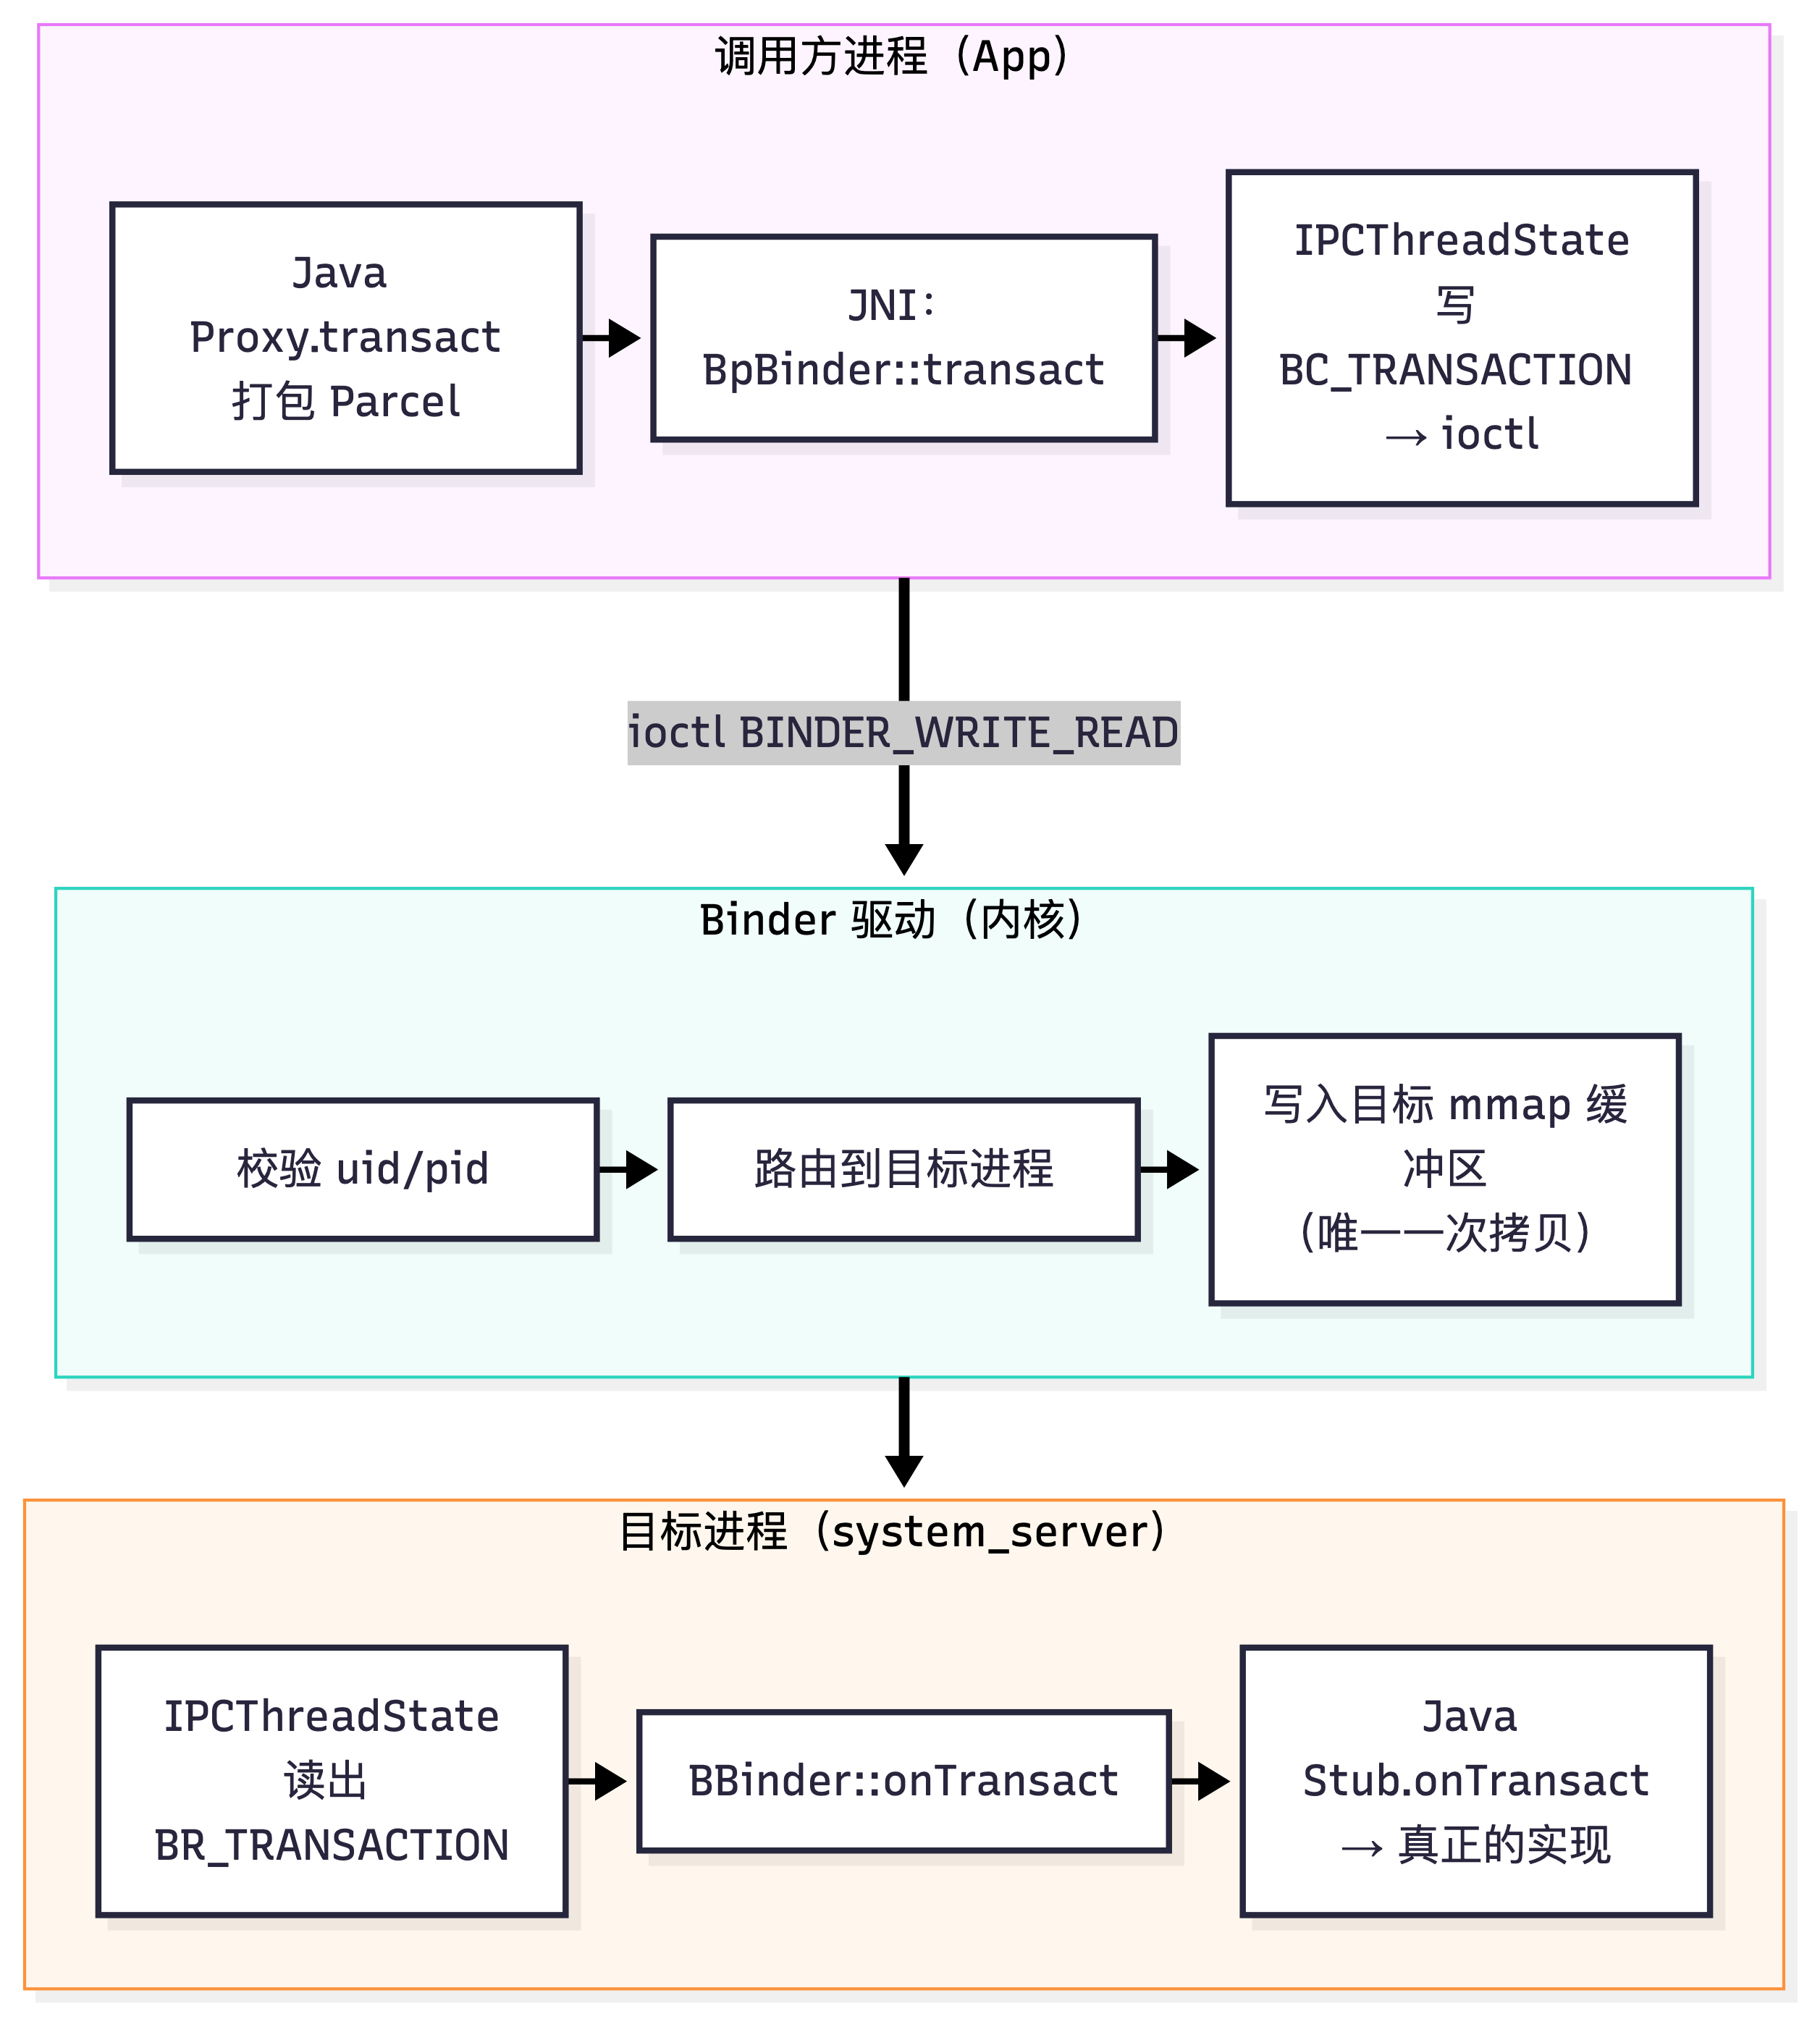 调用方进程（App）
Java
Proxy.transact
打包 Parcel
JNI：
BpBinder::transact
IPCThreadState
写
BC_TRANSACTION
→ ioctl
ioctl BINDER_WRITE_READ
Binder 驱动（内核）
校验 uid/pid
路由到目标进程
写入目标 mmap 缓
冲区
（唯一一次拷贝）
目标进程（system_server）
IPCThreadState
读出
BR_TRANSACTION
BBinder::onTransact
Java
Stub.onTransact
→ 真正的实现